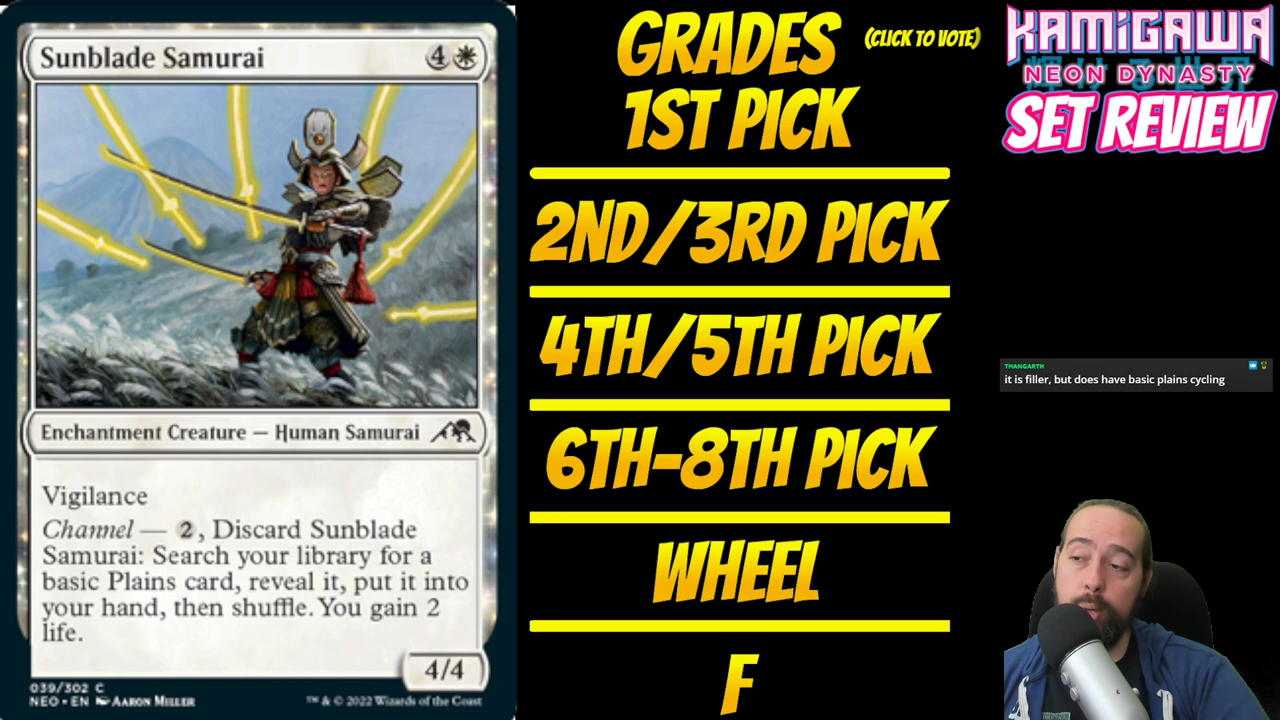 Sunblade Samurai 4
Enchantment Creature — Human Samurai
Vigilance
Channel — 2, Discard Sunblade
Samurai: Search your library for a
basic Plains card, reveal it, put it into
your hand, then shuffle. You gain 2
life.
4/4
039/302 C
NEO • EN AARON MILLER
™ & © 2022 Wizards of the Coast
GRADES
(CLICK TO VOTE)
1ST PICK
2ND/3RD PICK
4TH/5TH PICK
6TH-8TH PICK
WHEEL
F
KAMIGAWA
NEON DYNASTY
SET REVIEW
THANGARTH
it is filler, but does have basic plains cycling